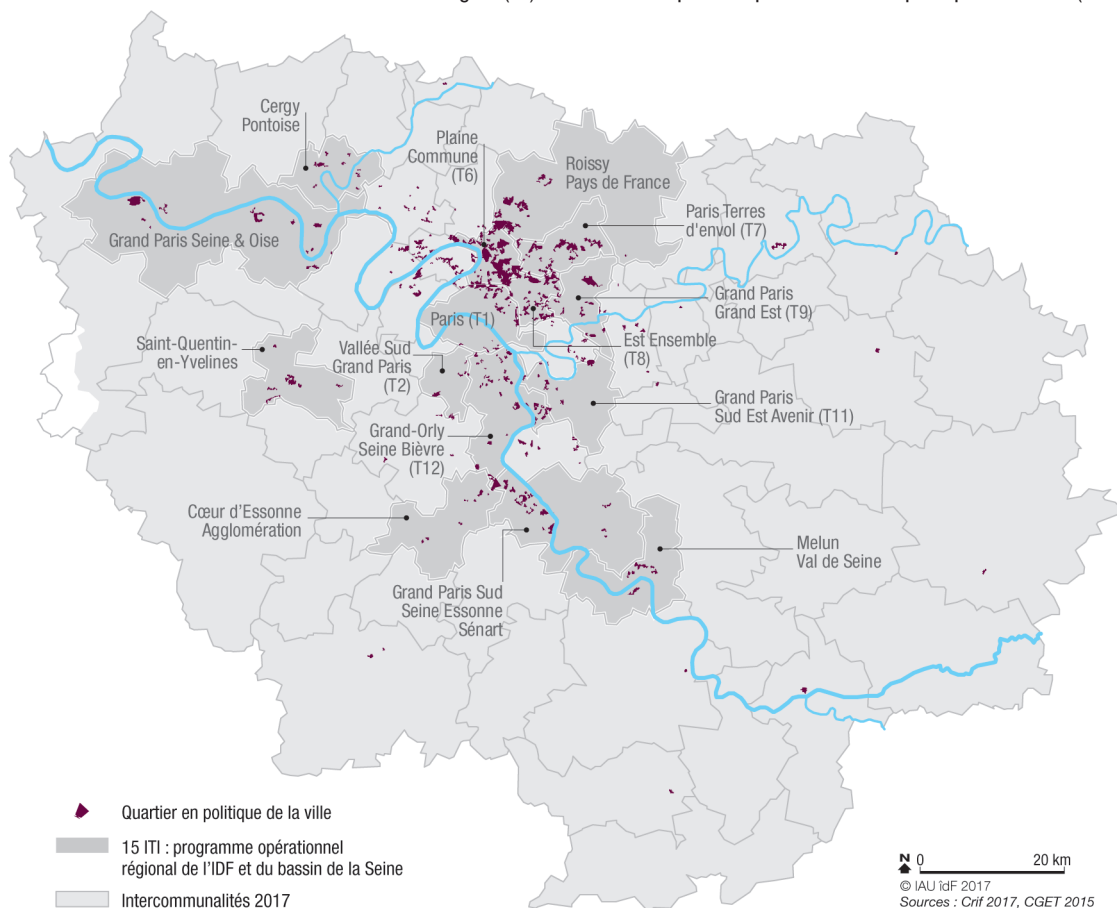 Cergy
Pontoise
Plaine
Commune
(T6)
Roissy
Pays de France
Paris Terres
d'envol (T7)
Grand Paris Seine & Oise
Grand Paris
Grand Est (T9)
Paris (T1)
Est Ensemble
(T8)
Saint-Quentin-
en-Yvelines
Vallée Sud
Grand Paris
(T2)
Grand Paris
Sud Est Avenir (T11)
Grand-Orly
Seine Bièvre
(T12)
Cœur d'Essonne
Agglomération
Melun
Val de Seine
Grand Paris Sud
Seine Essonne
Sénart
Quartier en politique de la ville
15 ITI : programme opérationnel
régional de l'IDF et du bassin de la Seine
Intercommunalités 2017
N 0 20 km
© IAU îdF 2017
Sources : Crif 2017, CGET 2015